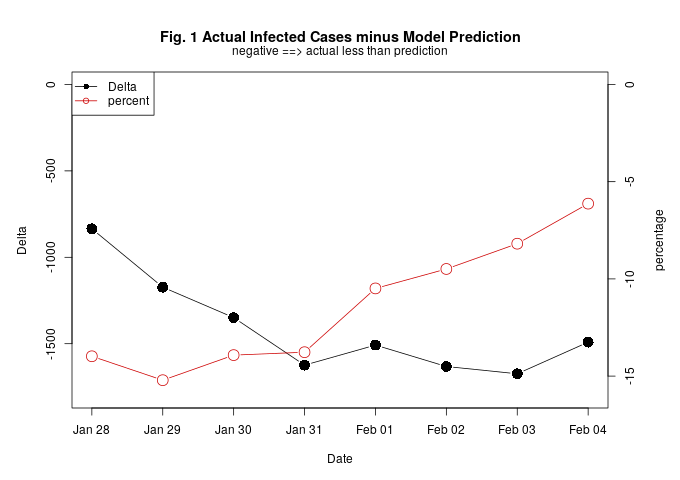 Fig. 1 Actual Infected Cases minus Model Prediction
negative ==> actual less than prediction
Delta
percent
0
-500
-1000
-1500
Delta
0
-5
-10
-15
percentage
Jan 28 Jan 29 Jan 30 Jan 31 Feb 01 Feb 02 Feb 03 Feb 04
Date